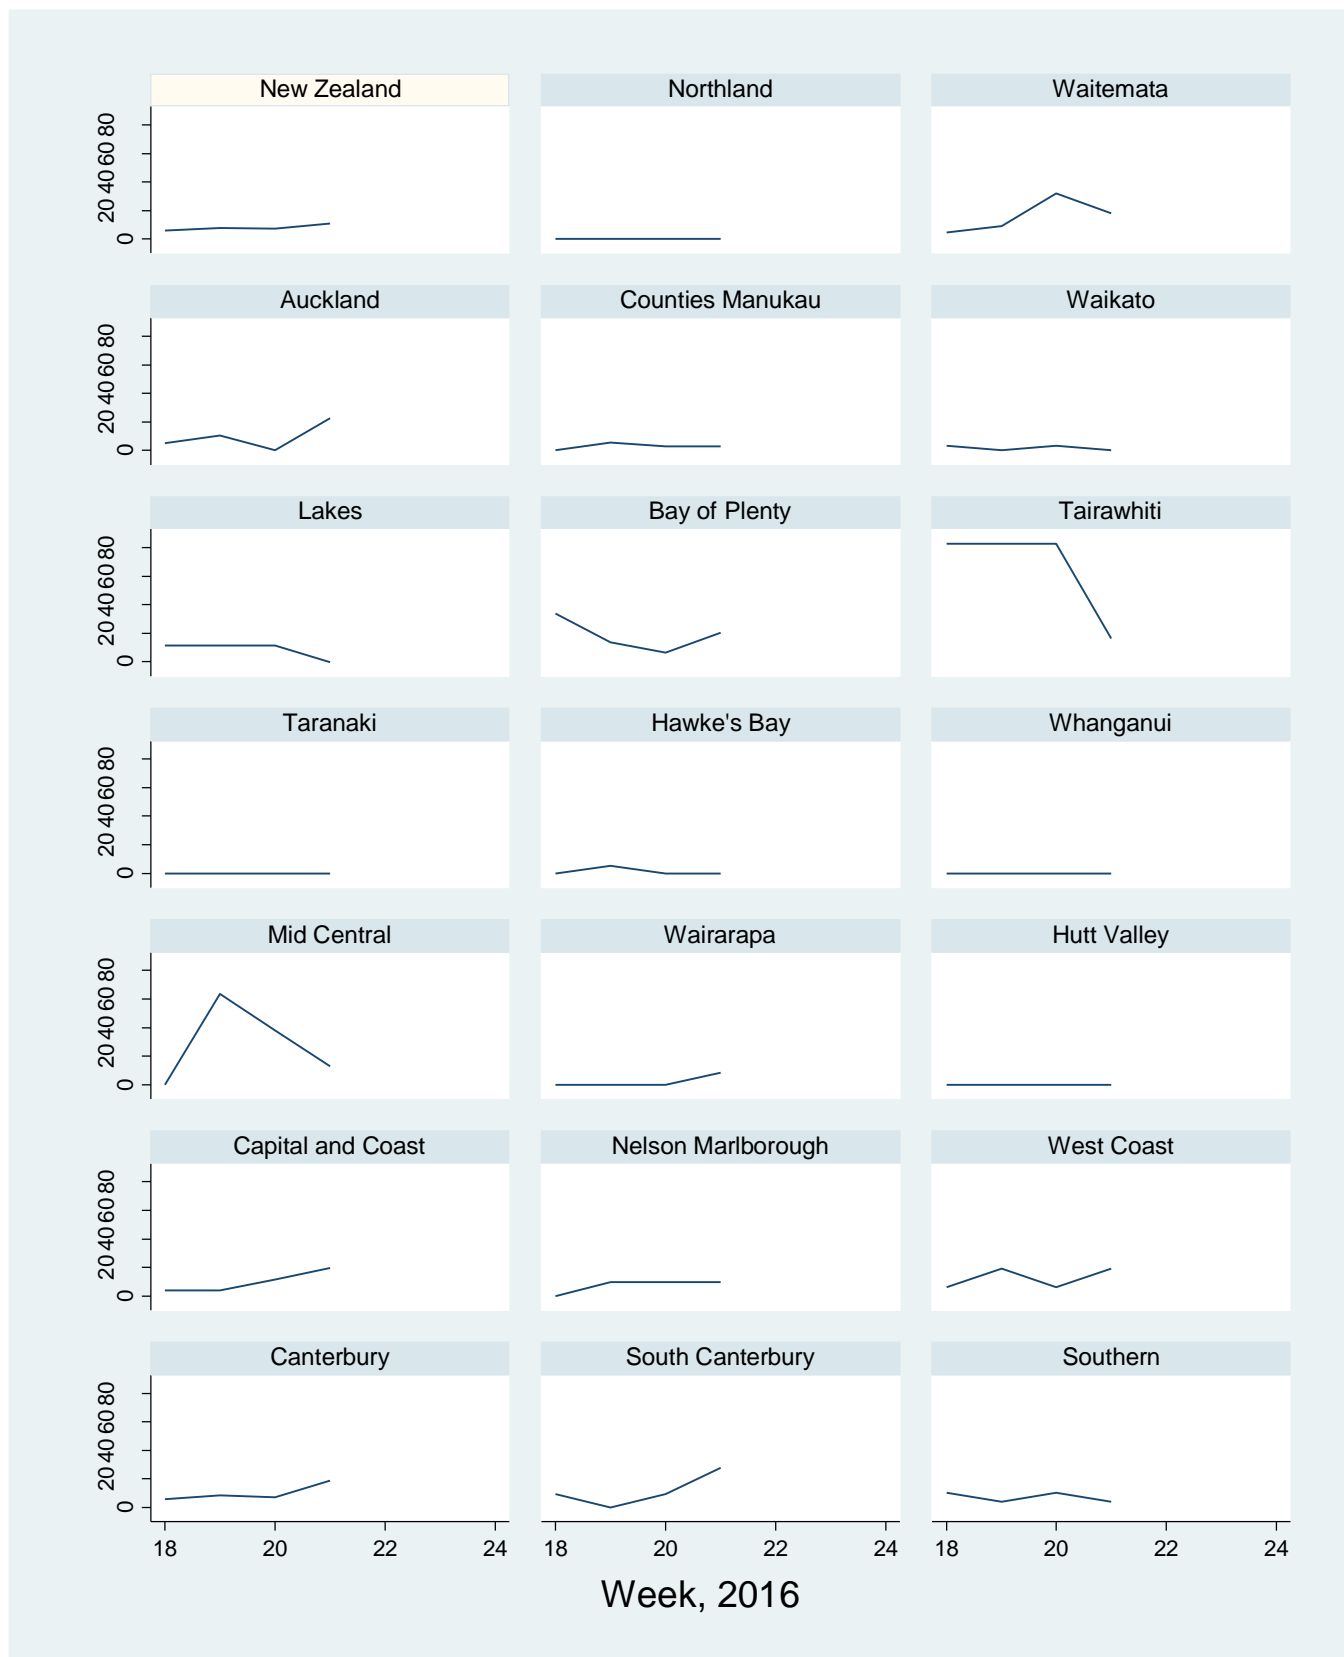 New Zealand Northland Waitemata
0 20 40 60 80
Auckland Counties Manukau Waikato
0 20 40 60 80
Lakes Bay of Plenty Tairawhiti
0 20 40 60 80
Taranaki Hawke's Bay Whanganui
0 20 40 60 80
Mid Central Wairarapa Hutt Valley
0 20 40 60 80
Capital and Coast Nelson Marlborough West Coast
0 20 40 60 80
Canterbury South Canterbury Southern
0 20 40 60 80
18 20 22 24 18 20 22 24 18 20 22 24
Week, 2016